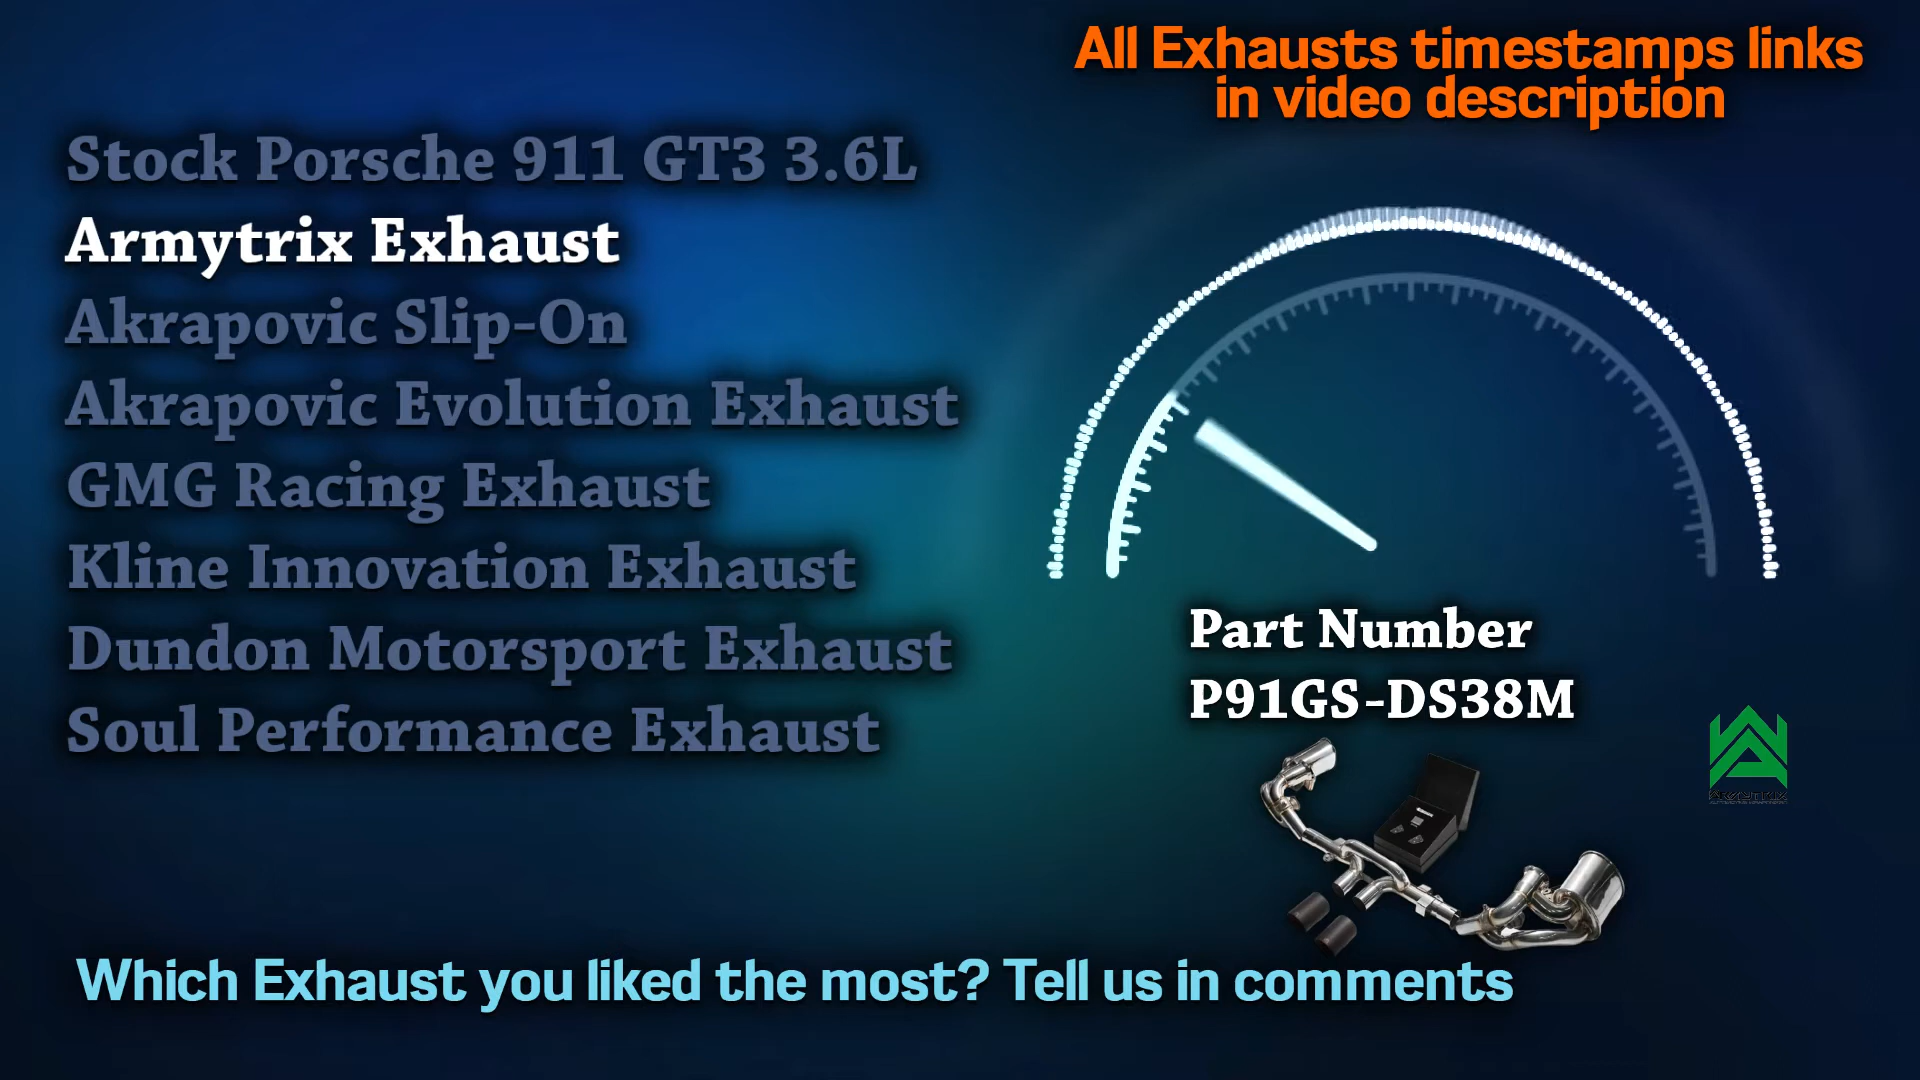 All Exhausts timestamps links
in video description
Stock Porsche 911 GT3 3.6L
Armytrix Exhaust
Akrapovic Slip-On
Akrapovic Evolution Exhaust
GMG Racing Exhaust
Kline Innovation Exhaust
Dundon Motorsport Exhaust
Soul Performance Exhaust
Part Number
P91GS-DS38M
ARMYTRIX
Which Exhaust you liked the most? Tell us in comments